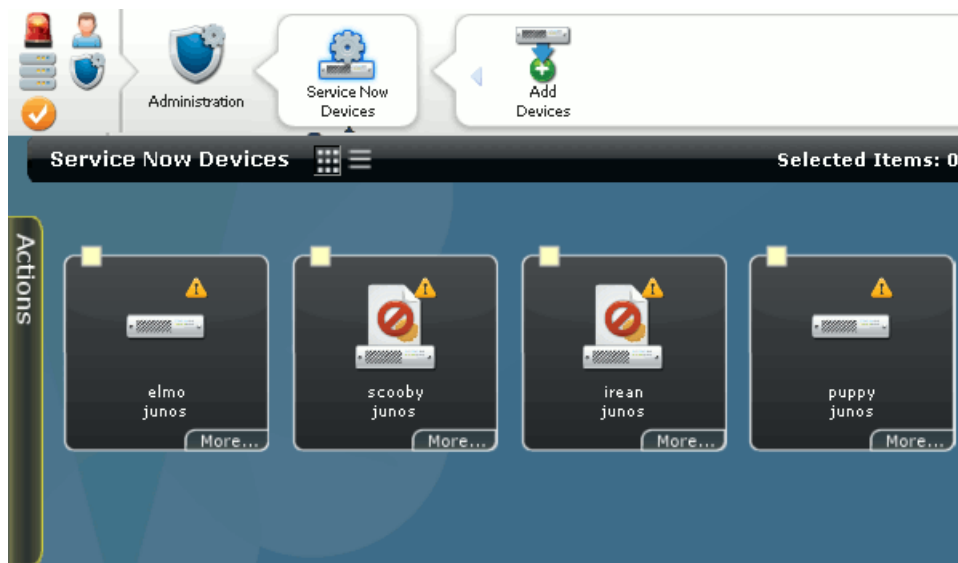 Administration
Service Now
Devices
Add
Devices
Service Now Devices
Selected Items: 0
Actions
elmo
junos
More...
scooby
junos
More...
irean
junos
More...
puppy
junos
More...